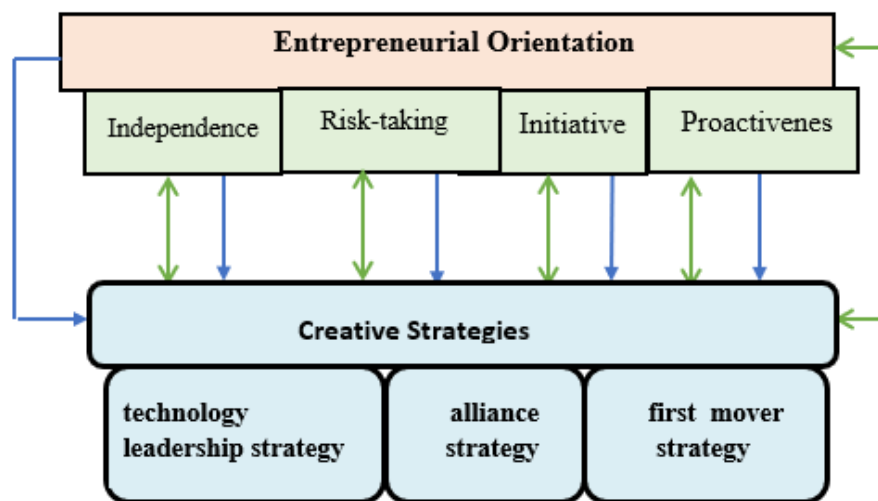 Entrepreneurial Orientation
Independence
Risk-taking
Initiative
Proactivenes
Creative Strategies
technology
leadership strategy
alliance
strategy
first mover
strategy